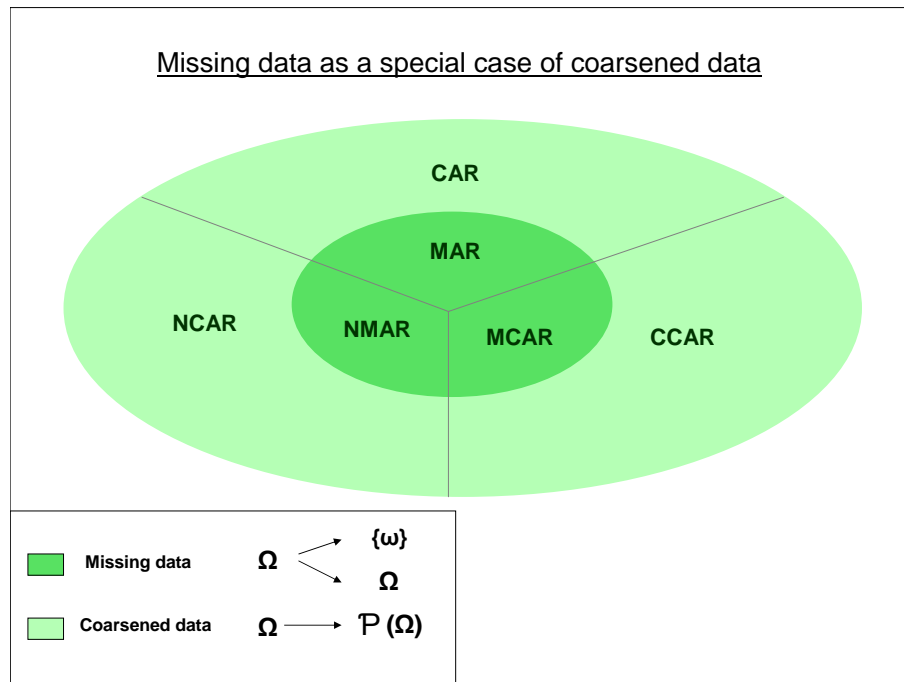 Missing data as a special case of coarsened data
CAR
MAR
NCAR
NMAR
MCAR
CCAR
Missing data Ω {ω}
Ω
Coarsened data Ω Ƥ (Ω)